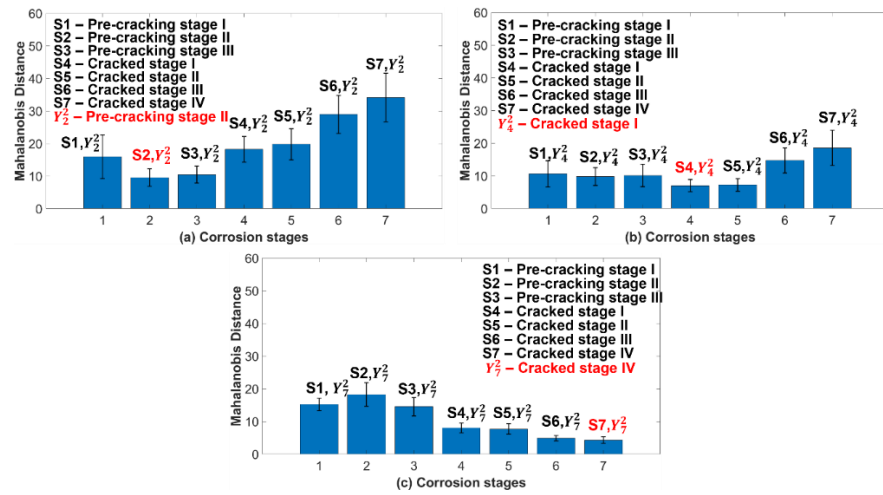 60
50
40
30
20
10
0
Mahalanobis Distance
S1 – Pre-cracking stage I
S2 – Pre-cracking stage II
S3 – Pre-cracking stage III
S4 – Cracked stage I
S5 – Cracked stage II
S6 – Cracked stage III
S7 – Cracked stage IV
Y₂² – Pre-cracking stage II
S1,Y₂²
S2,Y₂²
S3,Y₂²
S4,Y₂²
S5,Y₂²
S6,Y₂²
S7,Y₂²
1 2 3 4 5 6 7
(a) Corrosion stages
60
50
40
30
20
10
0
Mahalanobis Distance
S1 – Pre-cracking stage I
S2 – Pre-cracking stage II
S3 – Pre-cracking stage III
S4 – Cracked stage I
S5 – Cracked stage II
S6 – Cracked stage III
S7 – Cracked stage IV
Y₄² – Cracked stage I
S1,Y₄²
S2,Y₄²
S3,Y₄²
S4,Y₄²
S5,Y₄²
S6,Y₄²
S7,Y₄²
1 2 3 4 5 6 7
(b) Corrosion stages
60
50
40
30
20
10
0
Mahalanobis Distance
S1 – Pre-cracking stage I
S2 – Pre-cracking stage II
S3 – Pre-cracking stage III
S4 – Cracked stage I
S5 – Cracked stage II
S6 – Cracked stage III
S7 – Cracked stage IV
Y₇² – Cracked stage IV
S1, Y₇²
S2,Y₇²
S3,Y₇²
S4,Y₇²
S5,Y₇²
S6,Y₇²
S7,Y₇²
1 2 3 4 5 6 7
(c) Corrosion stages